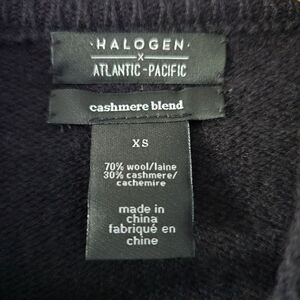 ·HALOGEN·
x
ATLANTIC-PACIFIC
cashmere blend
XS
70% wool/laine
30% cashmere/
cachemire
made in
china
fabriqué en
chine